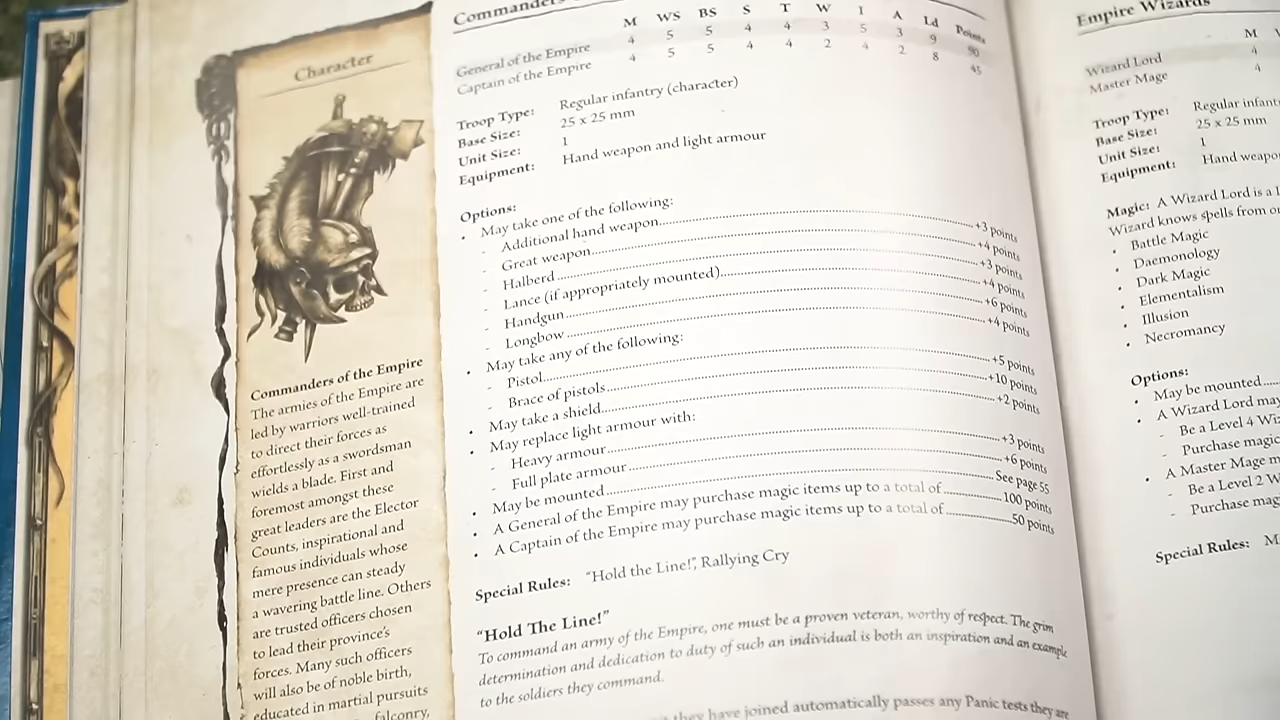 Character
Commanders of the Empire
The armies of the Empire are
led by warriors well-trained
to direct their forces as
effortlessly as a swordsman
wields a blade. First and
foremost amongst these
great leaders are the Elector
Counts, inspirational and
famous individuals whose
mere presence can steady
a wavering battle line. Others
are trusted officers chosen
to lead their province's
forces. Many such officers
will also be of noble birth,
educated in martial pursuits
falconry,
Commanders
M WS BS S T W I A Ld Points
General of the Empire 4 5 5 4 4 3 5 3 9 90
Captain of the Empire 4 5 5 4 4 2 4 2 8 45
Troop Type: Regular infantry (character)
Base Size: 25 x 25 mm
Unit Size: 1
Equipment: Hand weapon and light armour
Options:
• May take one of the following:
- Additional hand weapon +3 points
- Great weapon +4 points
- Halberd +3 points
- Lance (if appropriately mounted) +4 points
- Handgun +6 points
- Longbow +4 points
• May take any of the following:
- Pistol +5 points
- Brace of pistols +10 points
• May take a shield +2 points
• May replace light armour with:
- Heavy armour +3 points
- Full plate armour +6 points
• May be mounted See page 55
• A General of the Empire may purchase magic items up to a total of 100 points
• A Captain of the Empire may purchase magic items up to a total of 50 points
Special Rules: "Hold the Line!", Rallying Cry
"Hold The Line!"
To command an army of the Empire, one must be a proven veteran, worthy of respect. The grim
determination and dedication to duty of such an individual is both an inspiration and an example
to the soldiers they command.
they have joined automatically passes any Panic tests they are
Empire Wizards
M
Wizard Lord 4
Master Mage 4
Troop Type: Regular
Base Size: 25 x 25 mm
Unit Size: 1
Equipment: Hand
Magic: A Wizard Lord is a
Wizard knows spells from
• Battle Magic
• Daemonology
• Dark Magic
• Elementalism
• Illusion
• Necromancy
Options:
• May be mounted
• A Wizard Lord may
- Be a Level 4
- Purchase magic
• A Master Mage
- Be a Level 2
- Purchase
Special Rules: